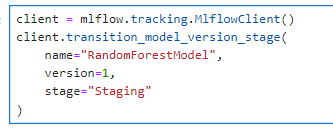 client = mlflow.tracking.MlflowClient()
client.transition_model_version_stage(
    name="RandomForestModel",
    version=1,
    stage="Staging"
)